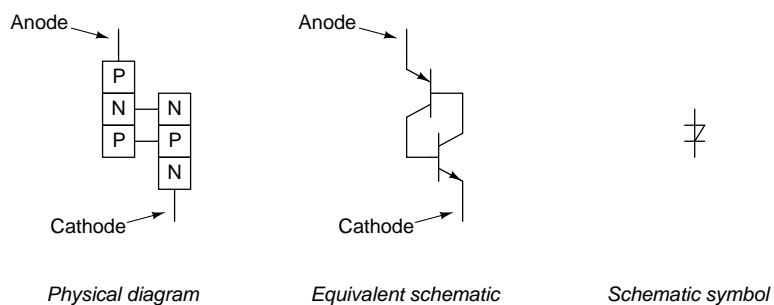 Anode
P
N
P
N
P
N
Cathode
Anode
Cathode
Physical diagram
Equivalent schematic
Schematic symbol